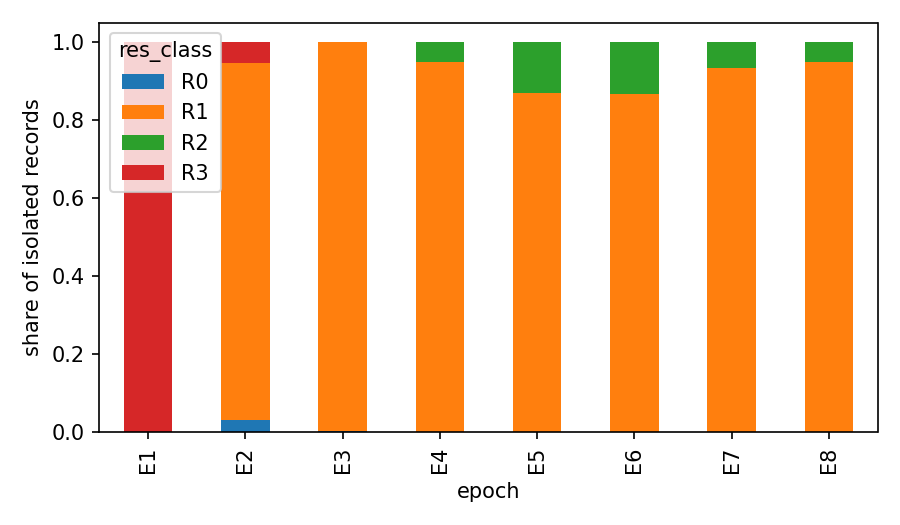 res_class
R0
R1
R2
R3
share of isolated records
1.0
0.8
0.6
0.4
0.2
0.0
E1 E2 E3 E4 E5 E6 E7 E8
epoch